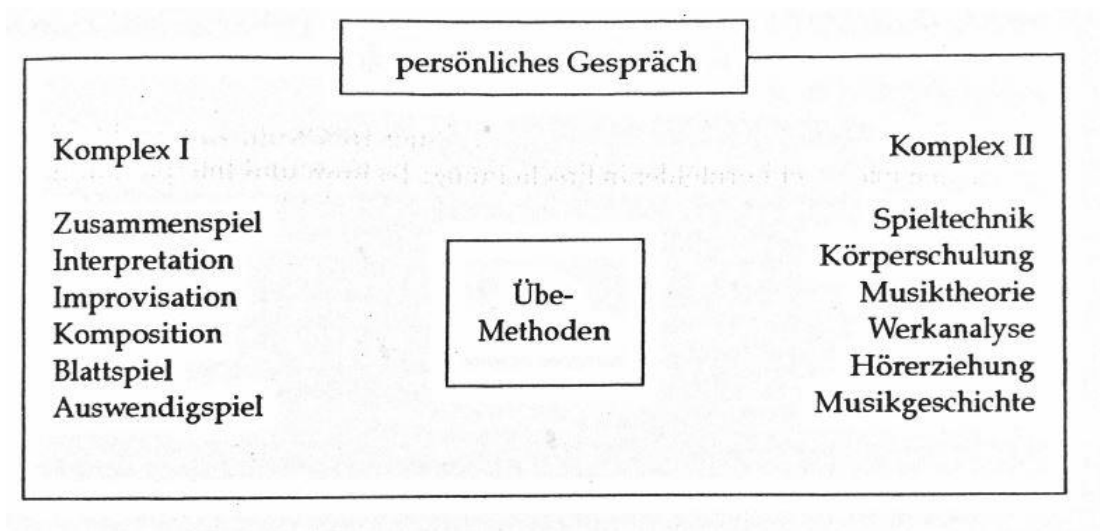 persönliches Gespräch
Komplex I
Zusammenspiel
Interpretation
Improvisation
Komposition
Blattspiel
Auswendigspiel
Übe-
Methoden
Komplex II
Spieltechnik
Körperschulung
Musiktheorie
Werkanalyse
Hörerziehung
Musikgeschichte